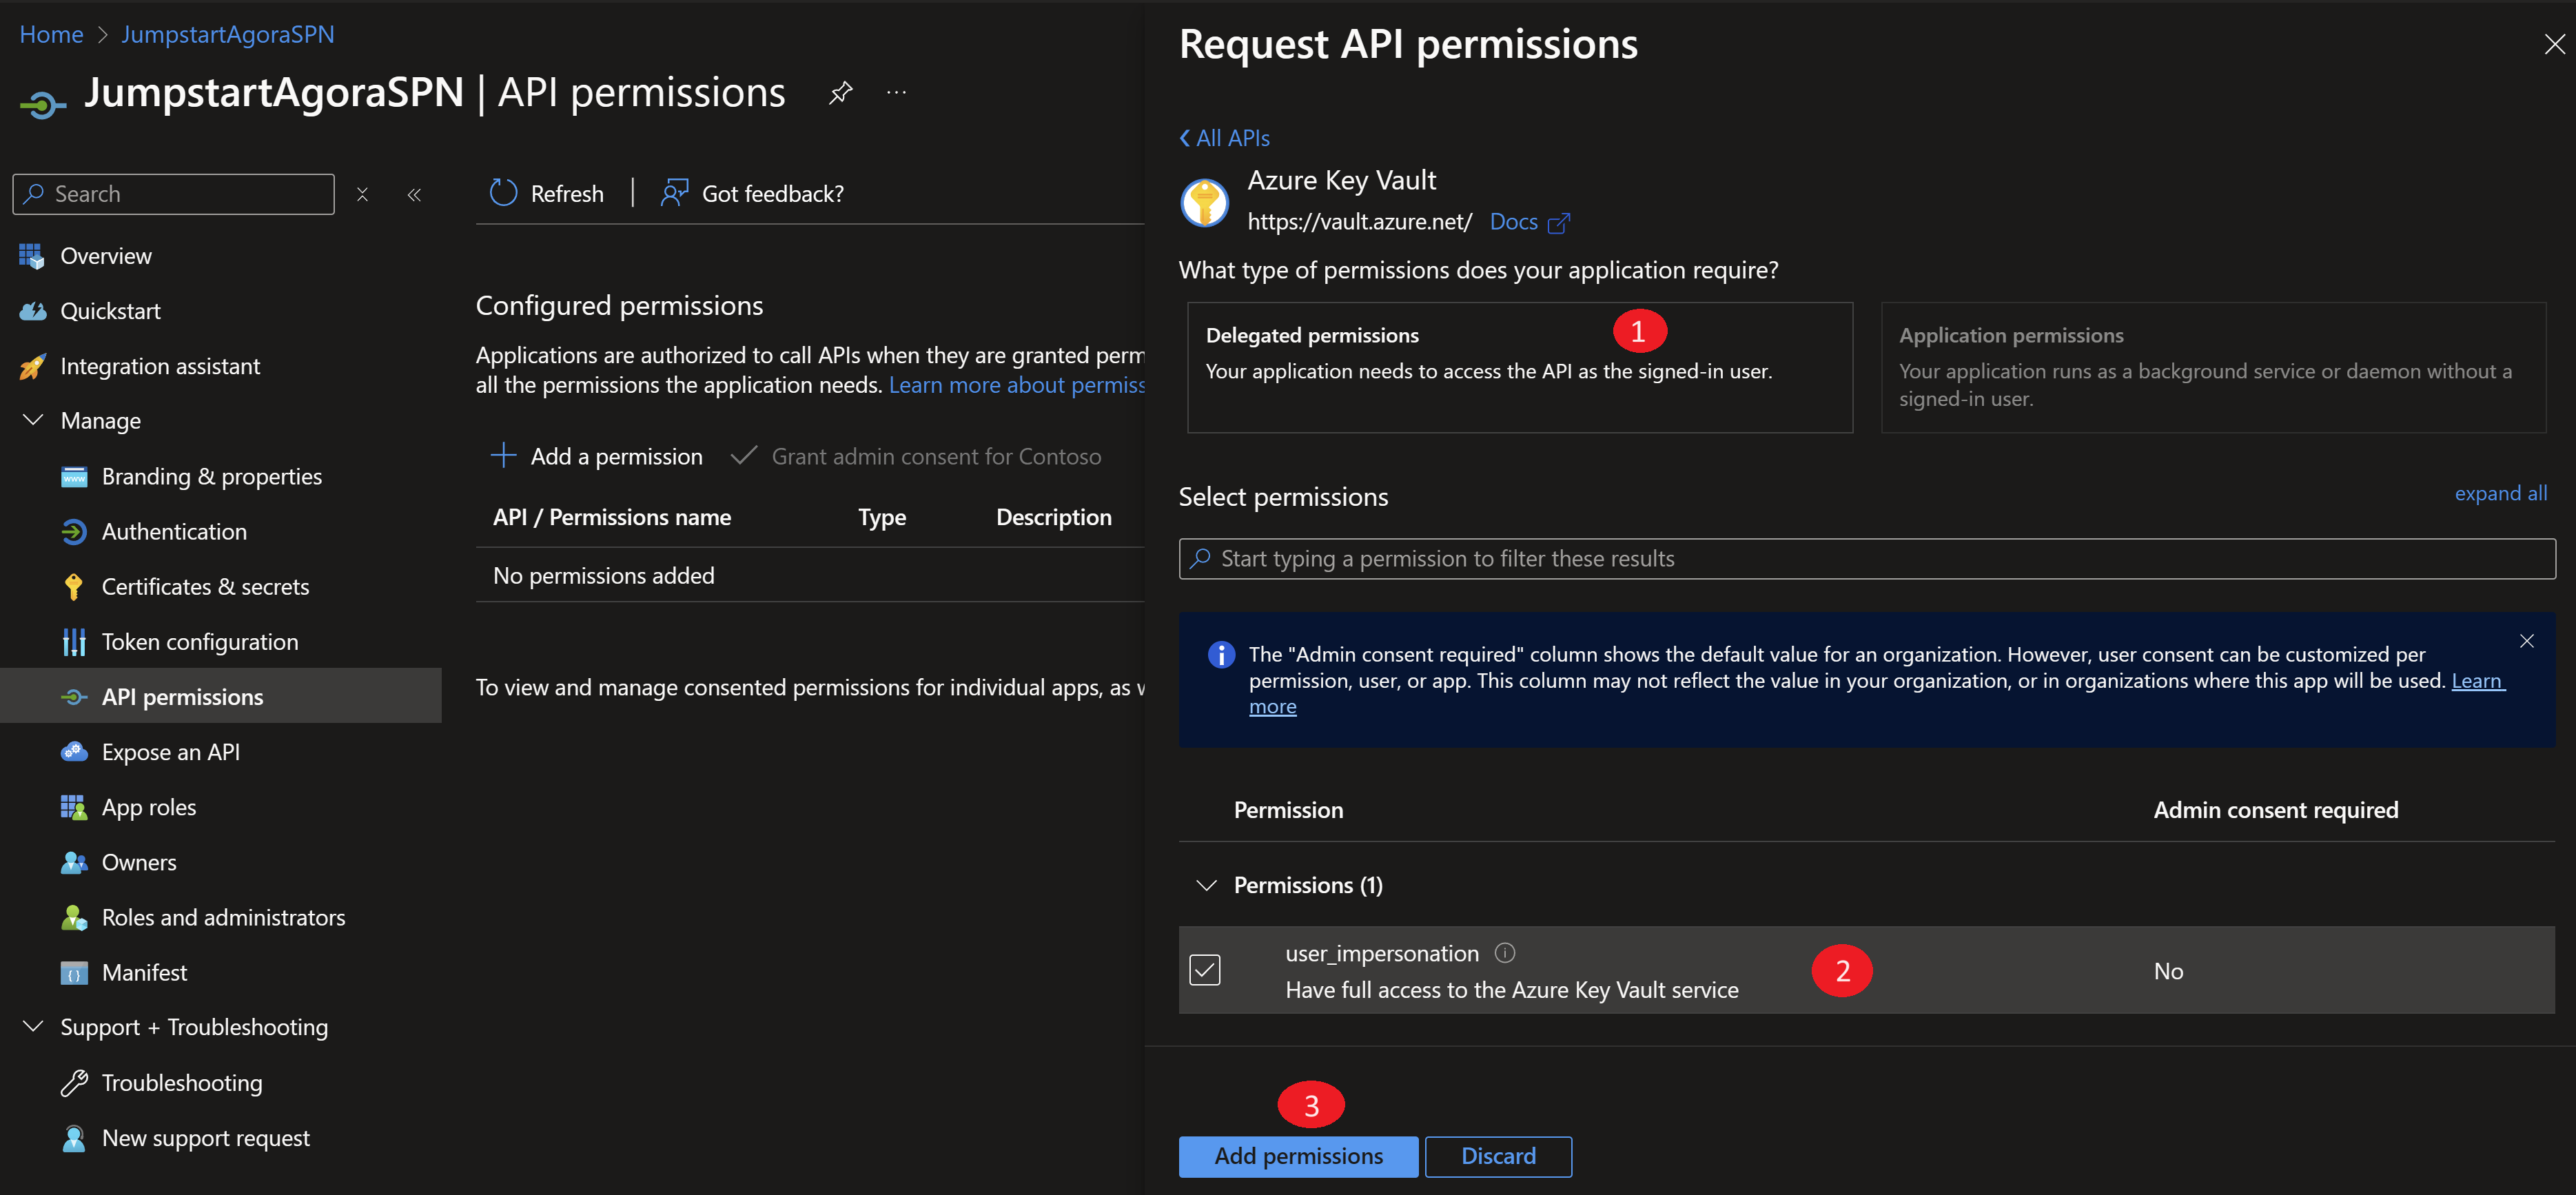 Home > JumpstartAgoraSPN
JumpstartAgoraSPN | API permissions
Search
Overview
Quickstart
Integration assistant
Manage
Branding & properties
Authentication
Certificates & secrets
Token configuration
API permissions
Expose an API
App roles
Owners
Roles and administrators
Manifest
Support + Troubleshooting
Troubleshooting
New support request
Refresh
Got feedback?
Configured permissions
Applications are authorized to call APIs when they are granted perm
all the permissions the application needs. Learn more about permiss
Add a permission
Grant admin consent for Contoso
API / Permissions name Type Description
No permissions added
To view and manage consented permissions for individual apps, as w
Request API permissions
All APIs
Azure Key Vault
https://vault.azure.net/ Docs
What type of permissions does your application require?
Delegated permissions
1
Your application needs to access the API as the signed-in user.
Application permissions
Your application runs as a background service or daemon without a
signed-in user.
Select permissions
expand all
Start typing a permission to filter these results
The "Admin consent required" column shows the default value for an organization. However, user consent can be customized per
permission, user, or app. This column may not reflect the value in your organization, or in organizations where this app will be used. Learn
more
Permission Admin consent required
Permissions (1)
user_impersonation
Have full access to the Azure Key Vault service
2
No
3
Add permissions
Discard